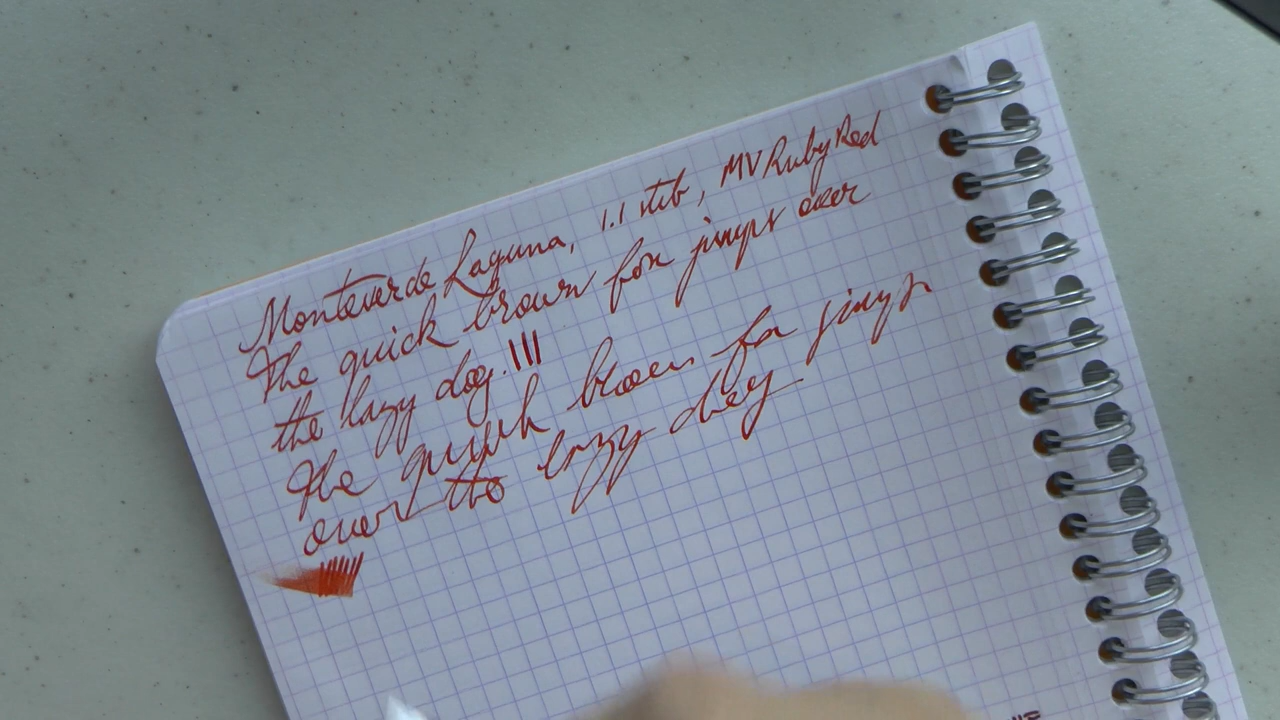 Monteverde Laguna, 1.1 stub, MV Ruby Red
The quick brown fox jumps over
the lazy dog.!!!
The quick brown fox jumps
over the lazy dog